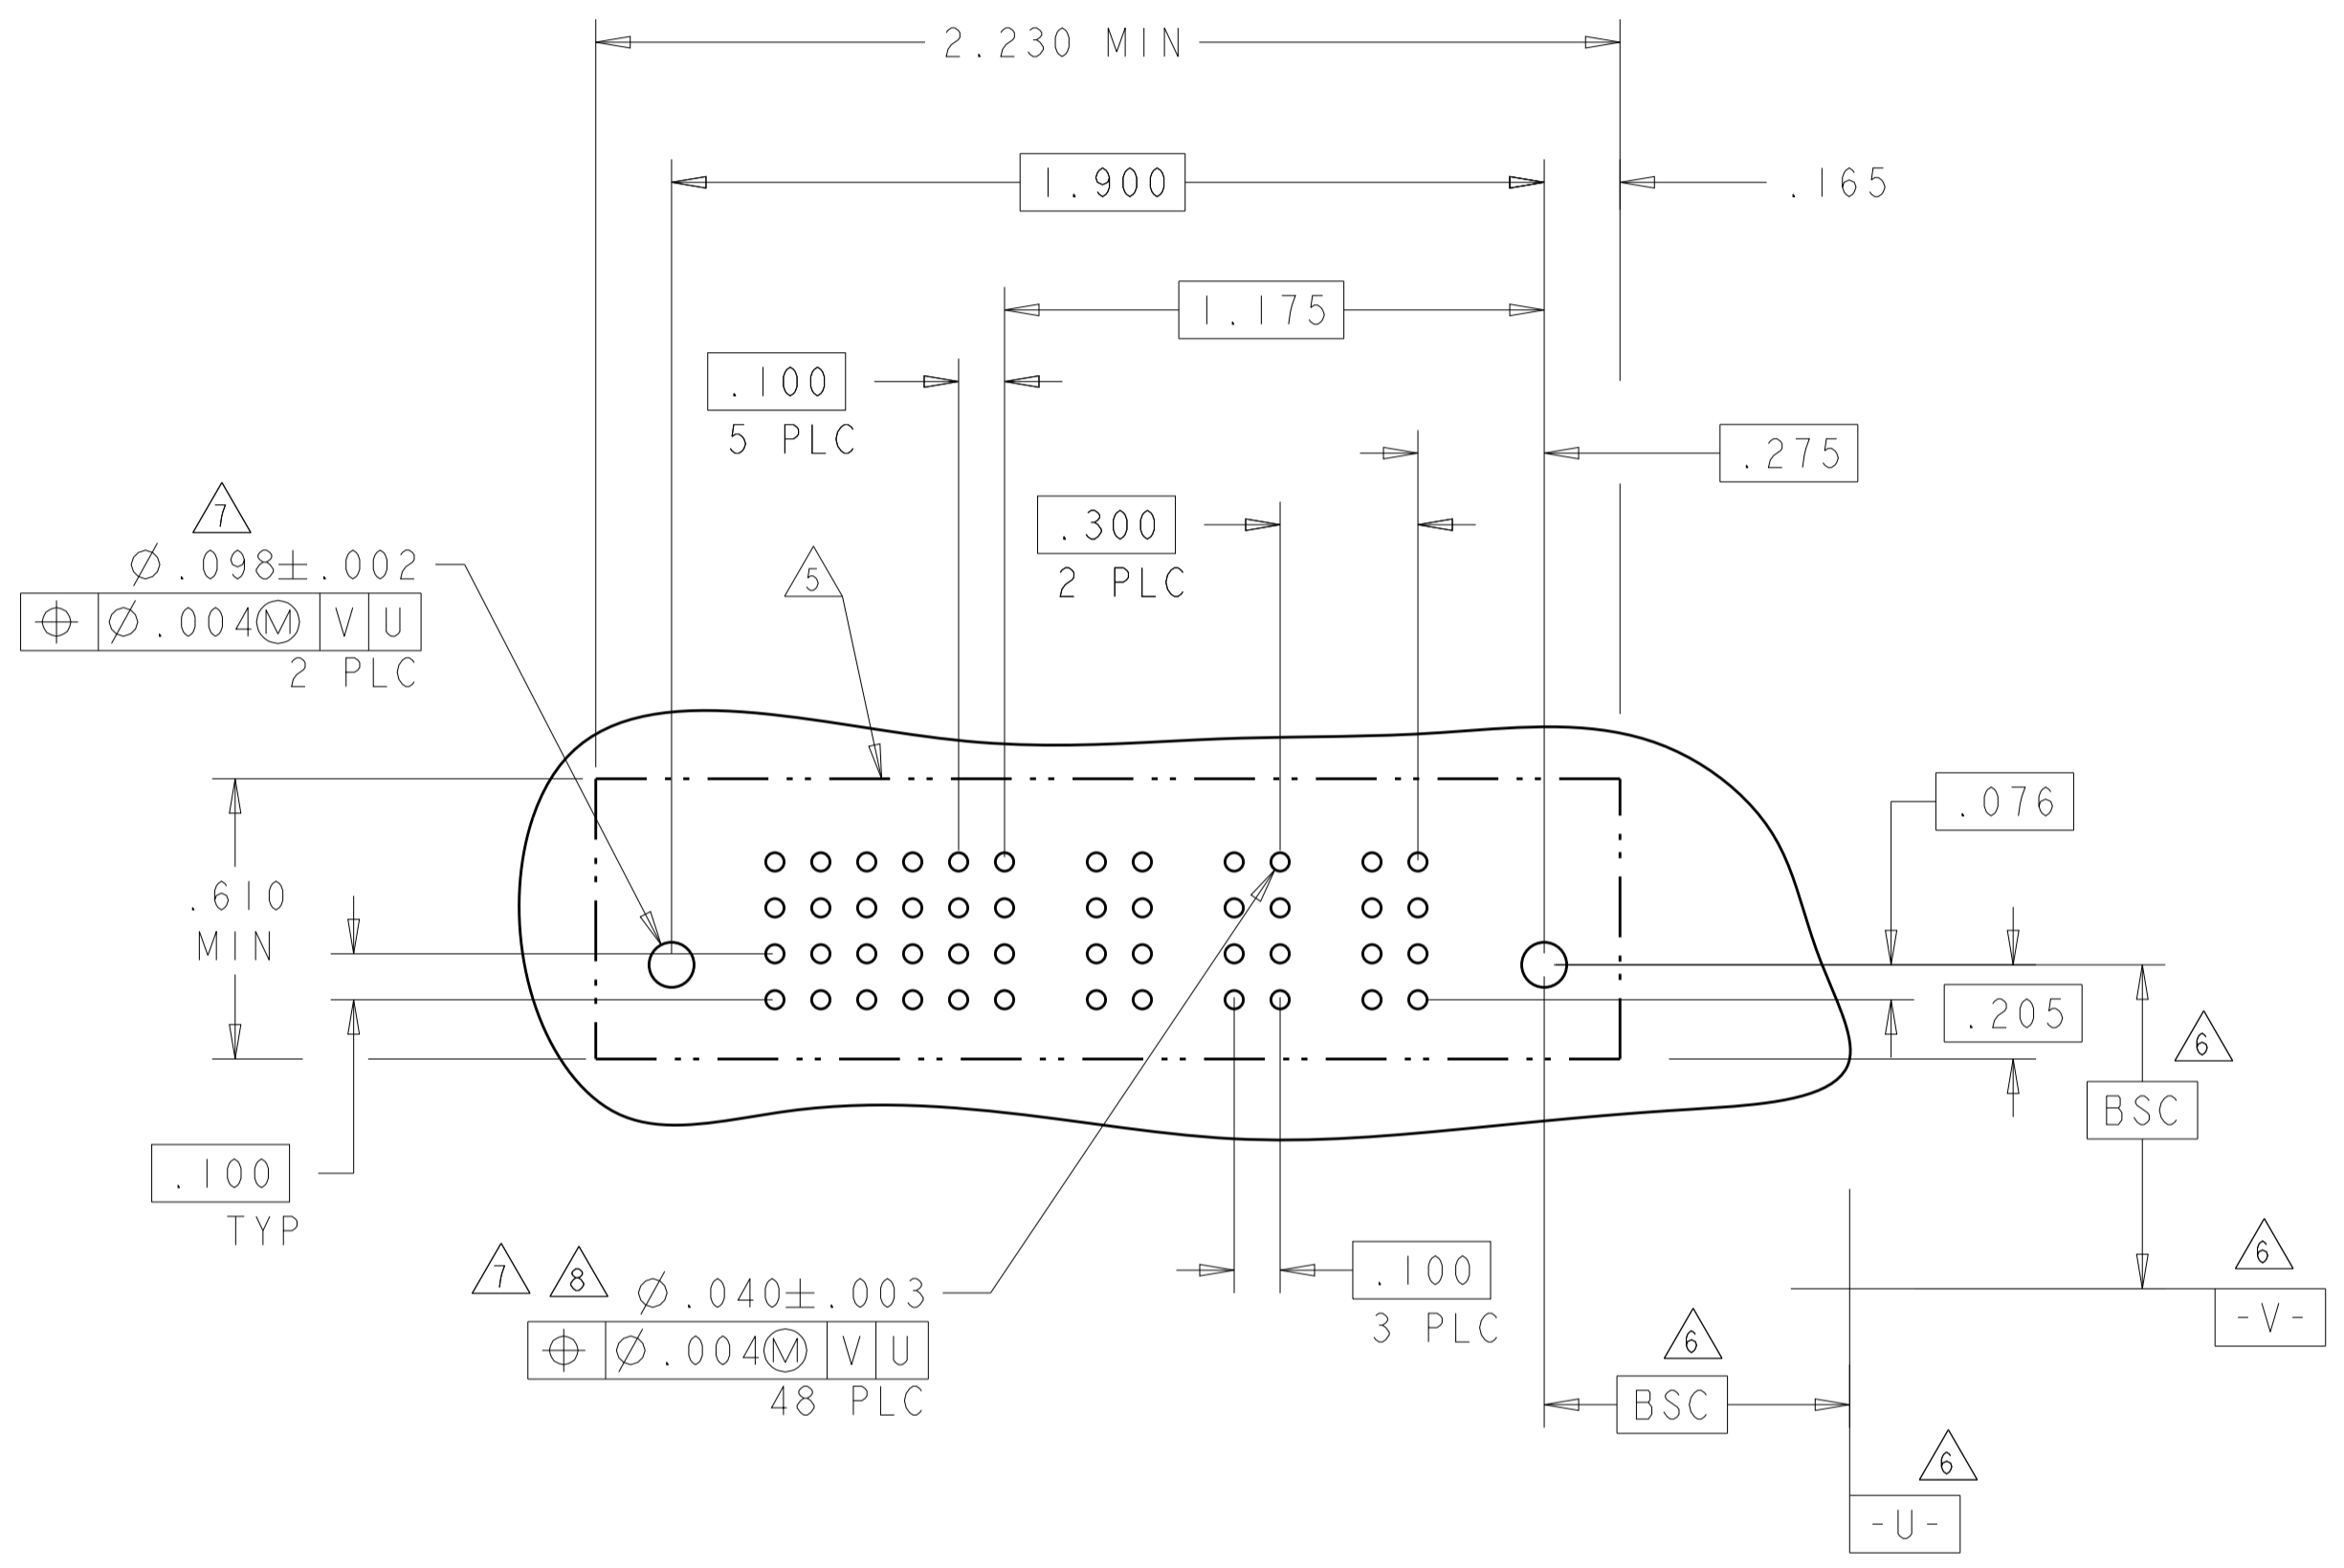 2.230 MIN
1.900
.165
1.175
.100
5 PLC
.275
.300
2 PLC
7
⌀.098±.002
⌖ ⌀.004Ⓜ V U
2 PLC
5
.076
.610
MIN
.205
6
BSC
.100
TYP
7 8 ⌀.040±.003
⌖ ⌀.004Ⓜ V U
48 PLC
.100
3 PLC
6
-V-
6
BSC
6
-U-